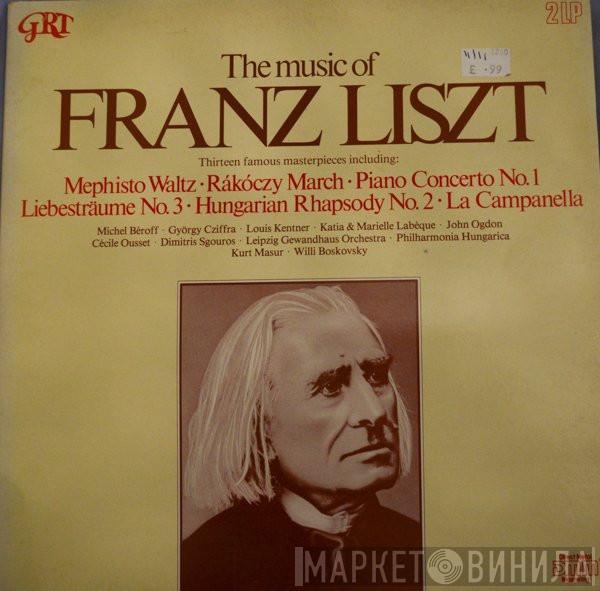 GRT
2LP
The music of
£ .99
FRANZ LISZT
Thirteen famous masterpieces including:
Mephisto Waltz · Rákóczy March · Piano Concerto No.1
Liebesträume No.3 · Hungarian Rhapsody No.2 · La Campanella
Michel Béroff · György Cziffra · Louis Kentner · Katia & Marielle Labèque · John Ogdon
Cécile Ousset · Dimitris Sgouros · Leipzig Gewandhaus Orchestra · Philharmonia Hungarica
Kurt Masur · Willi Boskovsky
МАРКЕТ ВИНИЛА